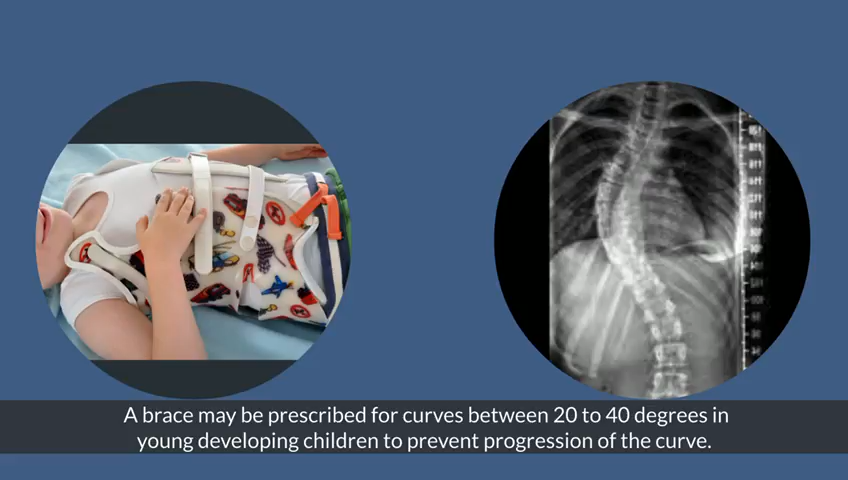 A brace may be prescribed for curves between 20 to 40 degrees in
young developing children to prevent progression of the curve.